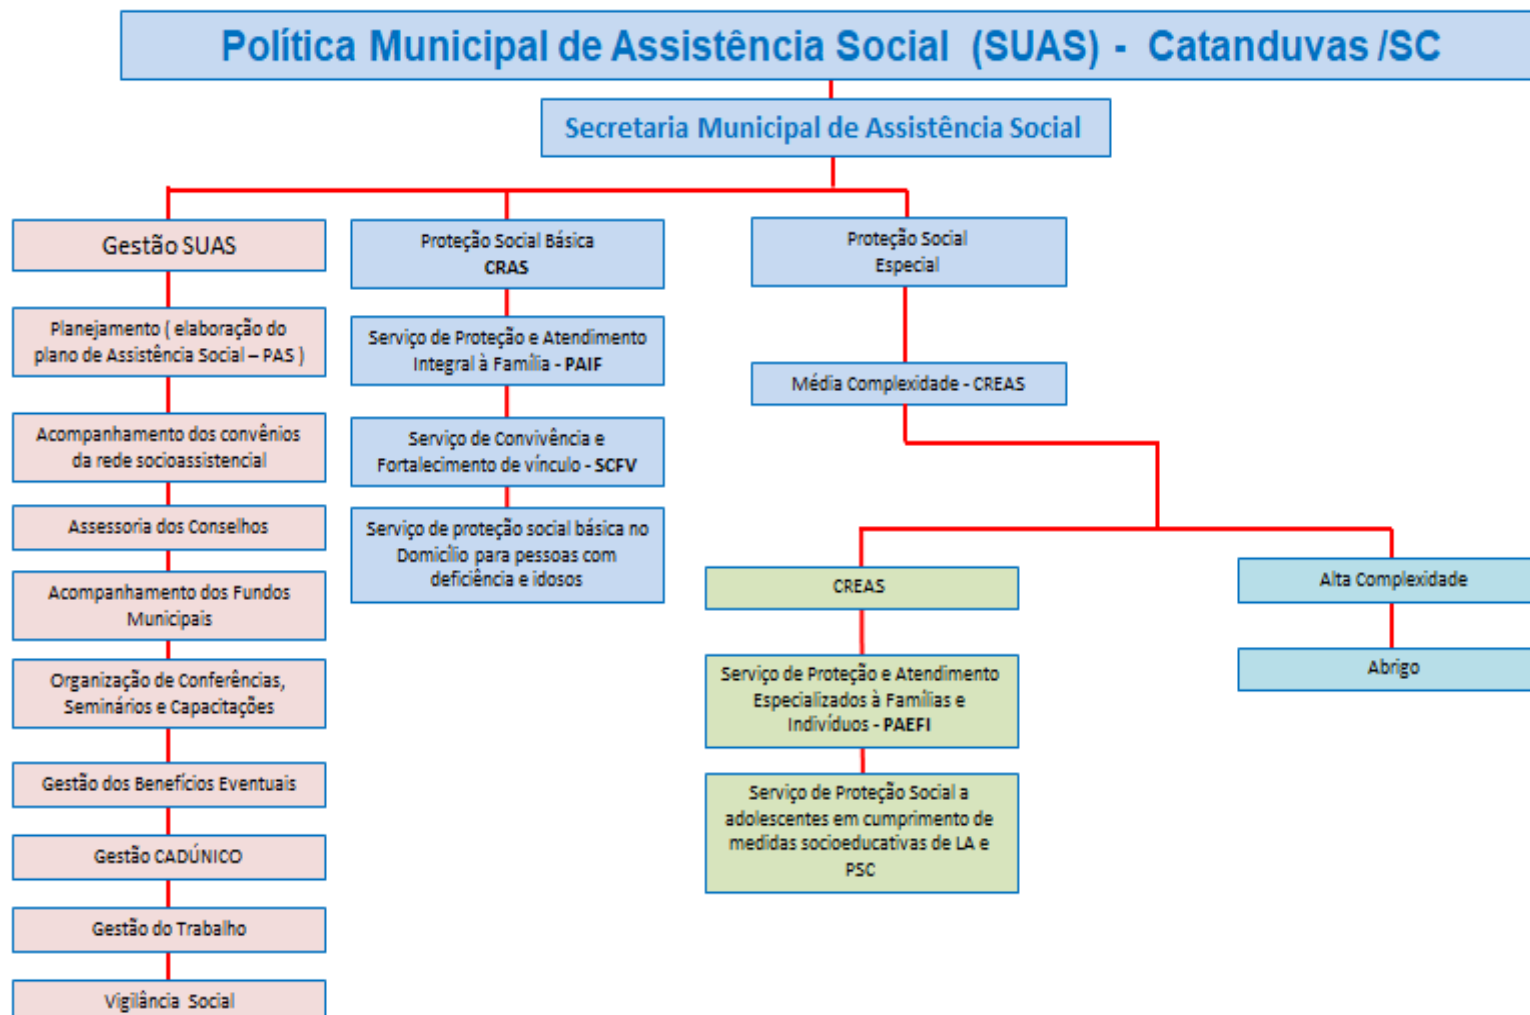 Política Municipal de Assistência Social (SUAS) - Catanduvas /SC
Secretaria Municipal de Assistência Social
Gestão SUAS
Planejamento ( elaboração do
plano de Assistência Social – PAS )
Acompanhamento dos convênios
da rede socioassistencial
Assessoria dos Conselhos
Acompanhamento dos Fundos
Municipais
Organização de Conferências,
Seminários e Capacitações
Gestão dos Benefícios Eventuais
Gestão CADÚNICO
Gestão do Trabalho
Vigilância Social
Proteção Social Básica
CRAS
Serviço de Proteção e Atendimento
Integral à Família - PAIF
Serviço de Convivência e
Fortalecimento de vínculo - SCFV
Serviço de proteção social básica no
Domicílio para pessoas com
deficiência e idosos
Proteção Social
Especial
Média Complexidade - CREAS
CREAS
Serviço de Proteção e Atendimento
Especializados à Famílias e
Indivíduos - PAEFI
Serviço de Proteção Social a
adolescentes em cumprimento de
medidas socioeducativas de LA e
PSC
Alta Complexidade
Abrigo